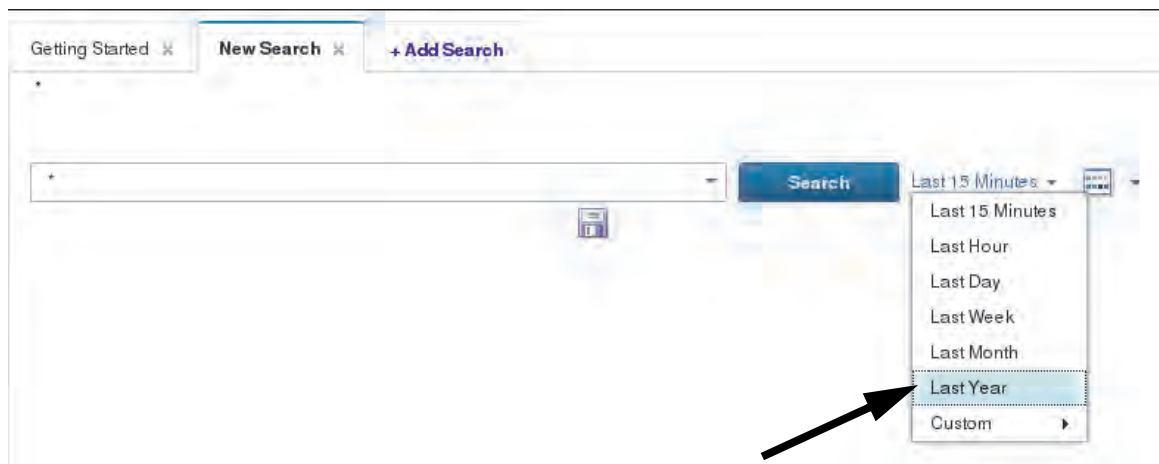 Getting Started × New Search × + Add Search
*
* Search Last 15 Minutes
Last 15 Minutes
Last Hour
Last Day
Last Week
Last Month
Last Year
Custom